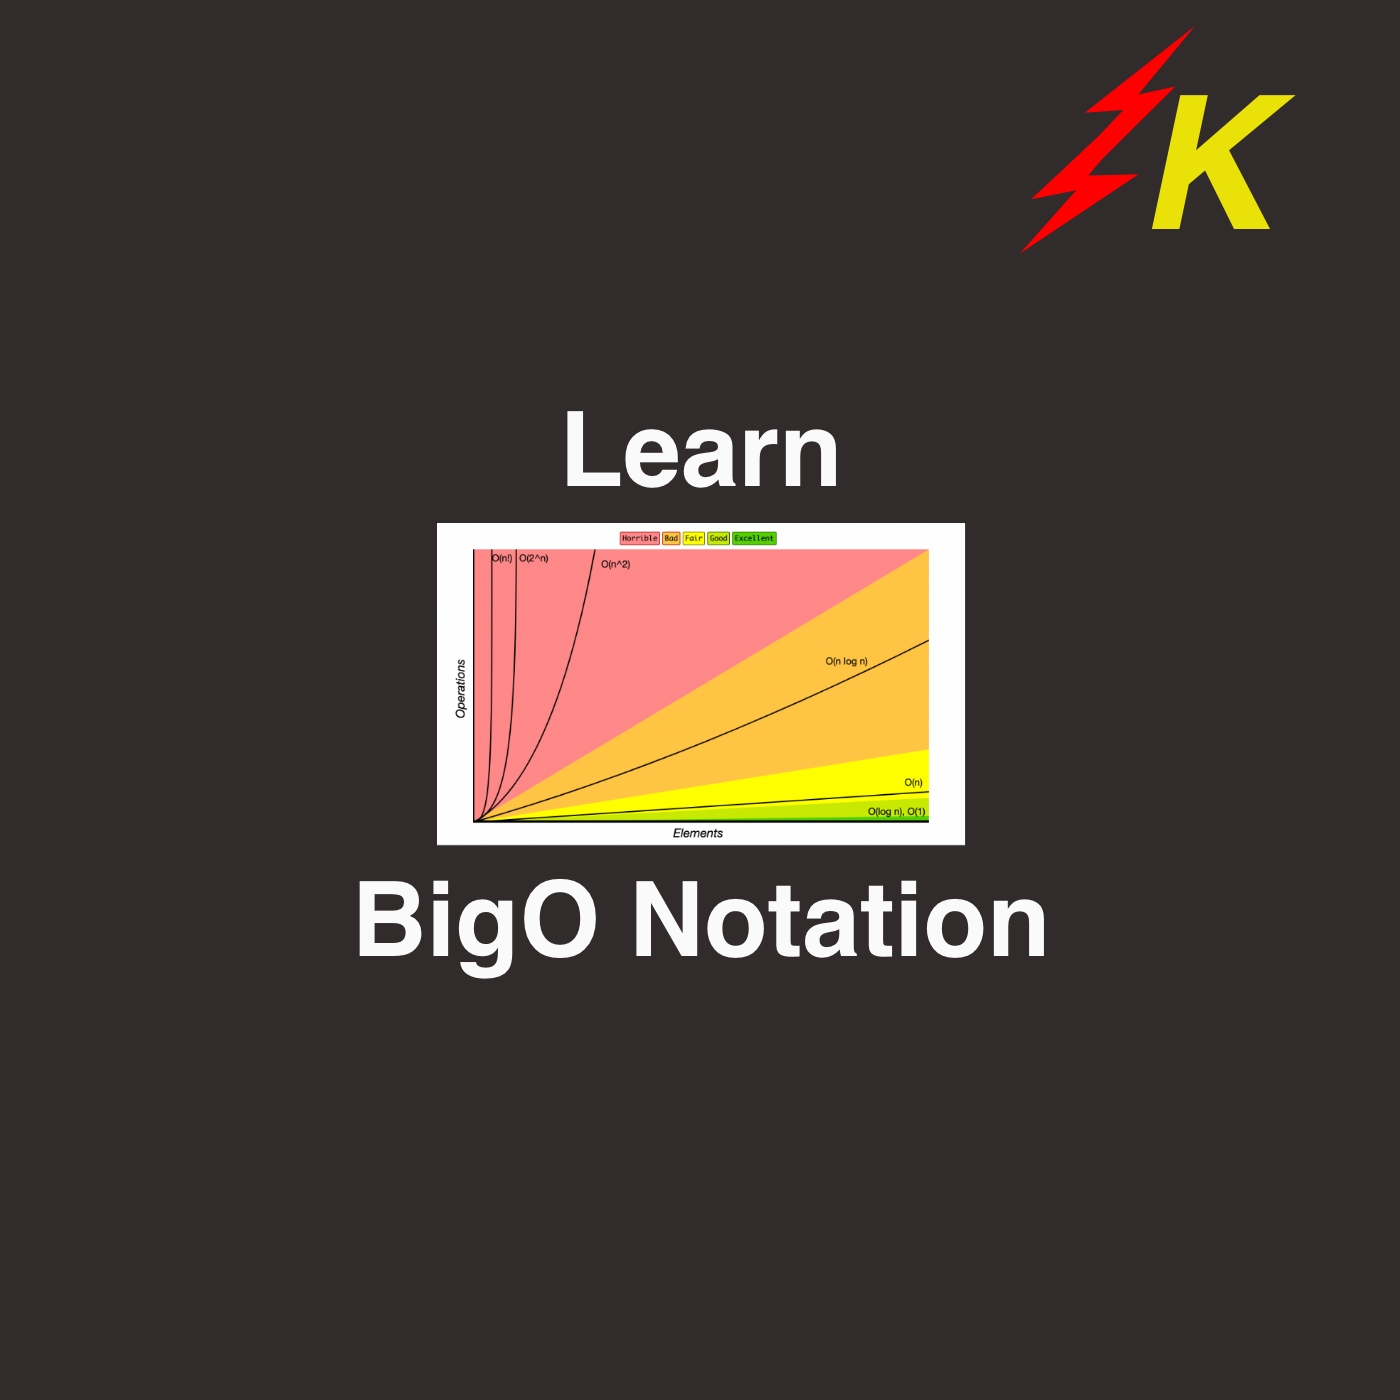 K
Learn
Horrible Bad Fair Good Excellent
O(n!) O(2^n) O(n^2)
O(n log n)
Operations
O(n)
O(log n), O(1)
Elements
BigO Notation